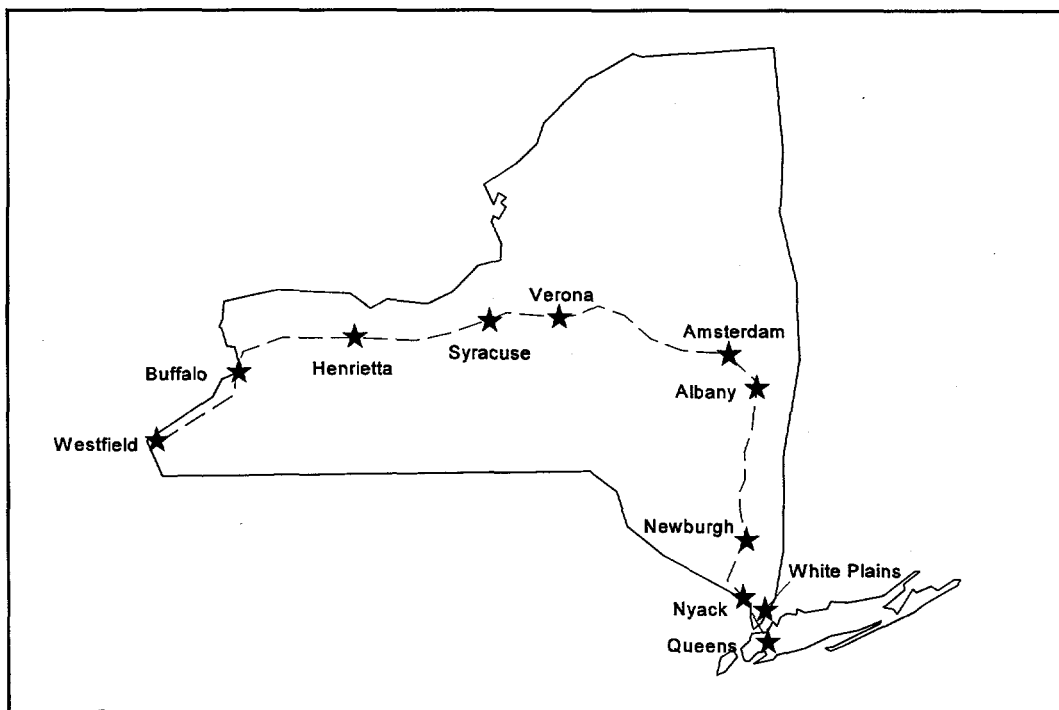 Verona
Amsterdam
Syracuse
Henrietta
Buffalo
Albany
Westfield
Newburgh
White Plains
Nyack
Queens